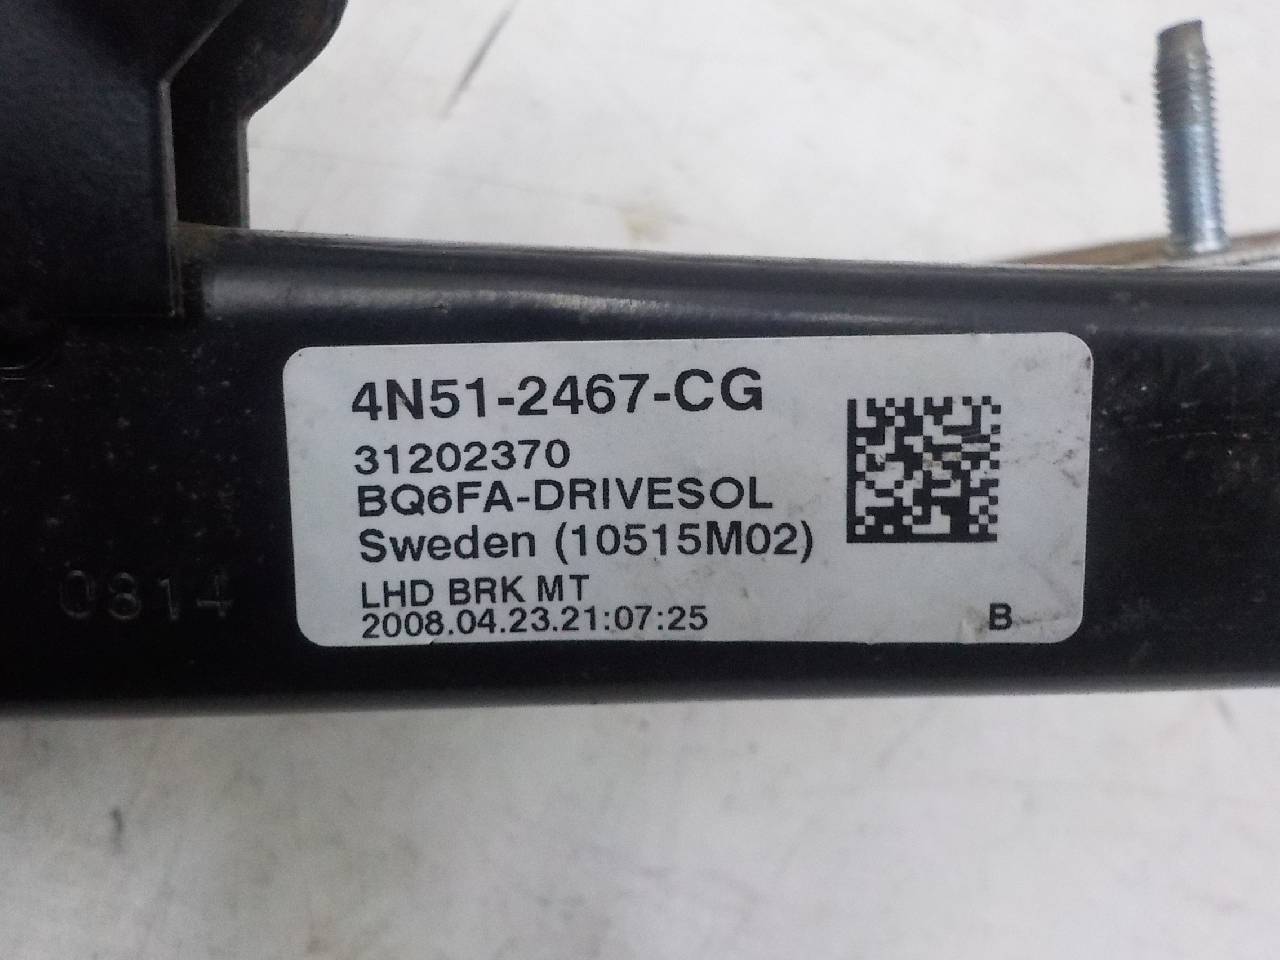 4N51-2467-CG
31202370
BQ6FA-DRIVESOL
Sweden (10515M02)
LHD BRK MT
2008.04.23.21:07:25 B
0814